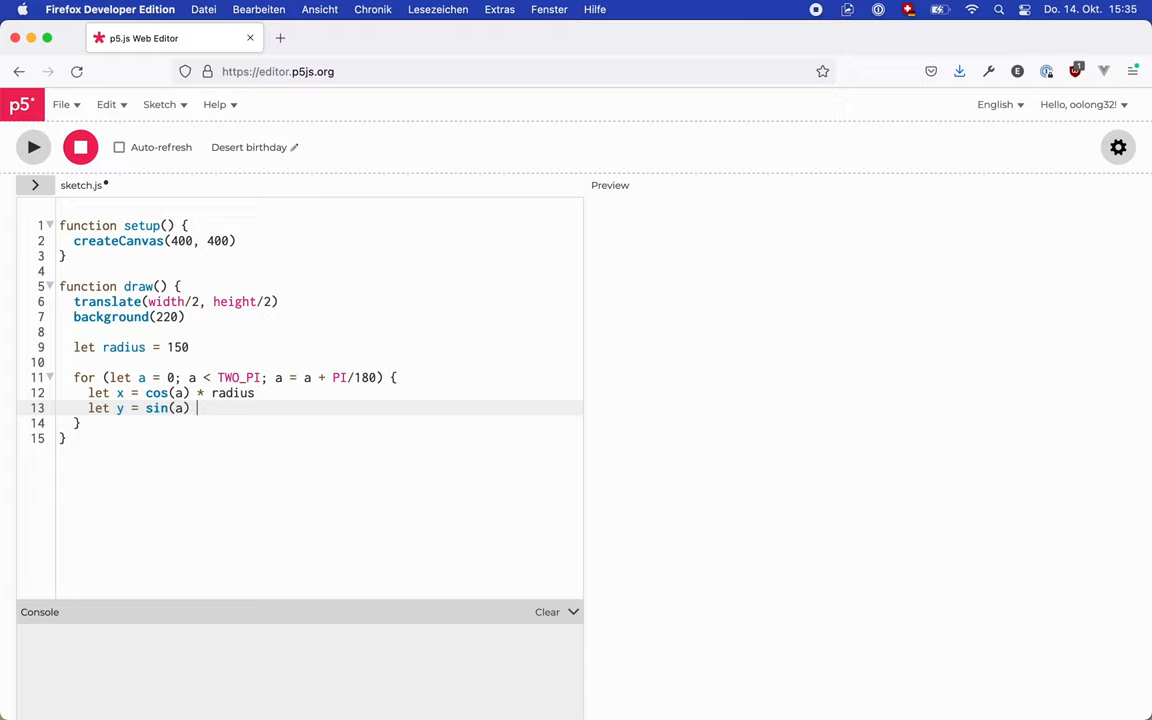 Firefox Developer Edition Datei Bearbeiten Ansicht Chronik Lesezeichen Extras Fenster Hilfe Do. 14. Okt. 15:35
p5.js Web Editor
https://editor.p5js.org
E 1
p5* File Edit Sketch Help English Hello, oolong32!
Auto-refresh Desert birthday
sketch.js Preview
1 function setup() {
2 createCanvas(400, 400)
3 }
4
5 function draw() {
6 translate(width/2, height/2)
7 background(220)
8
9 let radius = 150
10
11 for (let a = 0; a < TWO_PI; a = a + PI/180) {
12 let x = cos(a) * radius
13 let y = sin(a)
14 }
15 }
Console Clear